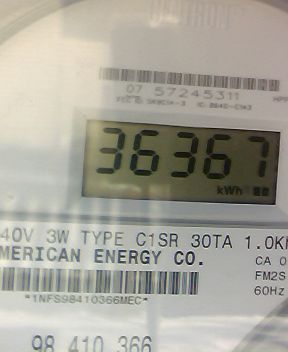 07 57245311
36367
kWh
40V 3W TYPE C1SR 30TA 1.0K
MERICAN ENERGY CO.
CA 0
FM2S
60Hz
*1NFS98410366MEC*
98 410 366